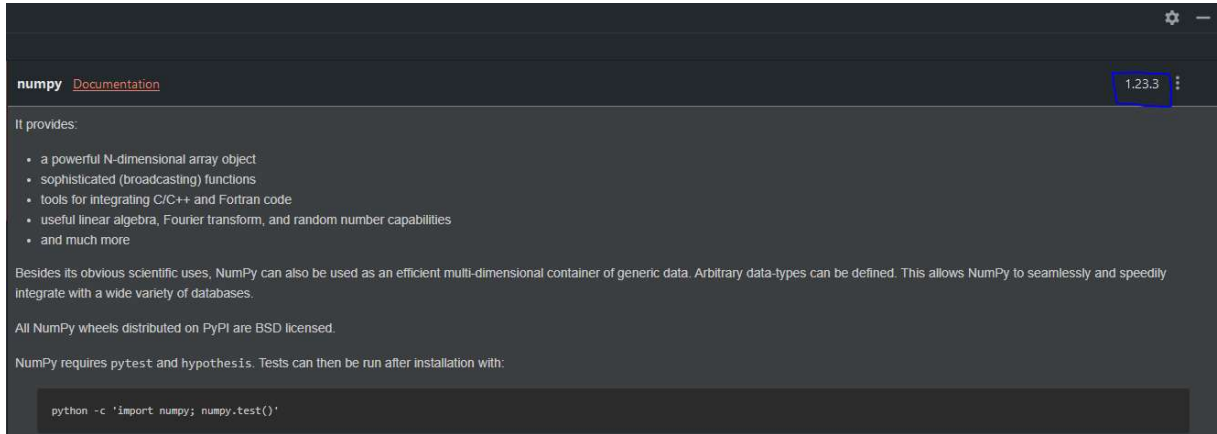 numpy Documentation 1.23.3
It provides:
• a powerful N-dimensional array object
• sophisticated (broadcasting) functions
• tools for integrating C/C++ and Fortran code
• useful linear algebra, Fourier transform, and random number capabilities
• and much more
Besides its obvious scientific uses, NumPy can also be used as an efficient multi-dimensional container of generic data. Arbitrary data-types can be defined. This allows NumPy to seamlessly and speedily
integrate with a wide variety of databases.
All NumPy wheels distributed on PyPI are BSD licensed.
NumPy requires pytest and hypothesis. Tests can then be run after installation with:
python -c 'import numpy; numpy.test()'